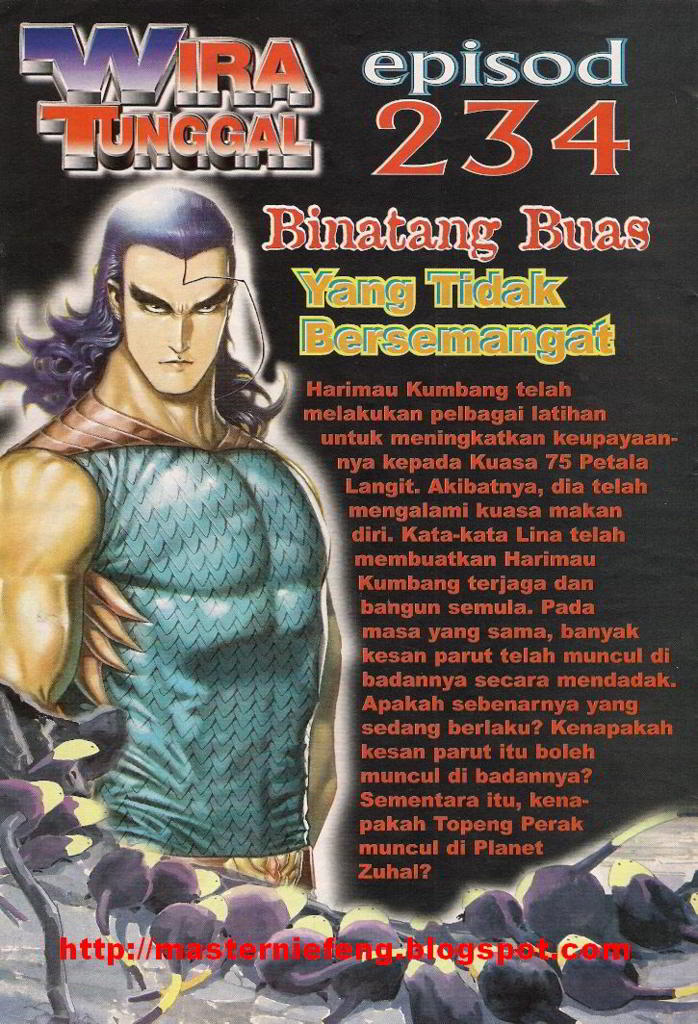 WIRA
TUNGGAL
episod
234
Binatang Buas
Yang Tidak
Bersemangat
Harimau Kumbang telah
melakukan pelbagai latihan
untuk meningkatkan keupayaan-
nya kepada Kuasa 75 Petala
Langit. Akibatnya, dia telah
mengalami kuasa makan
diri. Kata-kata Lina telah
membuatkan Harimau
Kumbang terjaga dan
bangun semula. Pada
masa yang sama, banyak
kesan parut telah muncul di
badannya secara mendadak.
Apakah sebenarnya yang
sedang berlaku? Kenapakah
kesan parut itu boleh
muncul di badannya?
Sementara itu, kena-
pakah Topeng Perak
muncul di Planet
Zuhal?
http://masterniefeng.blogspot.com